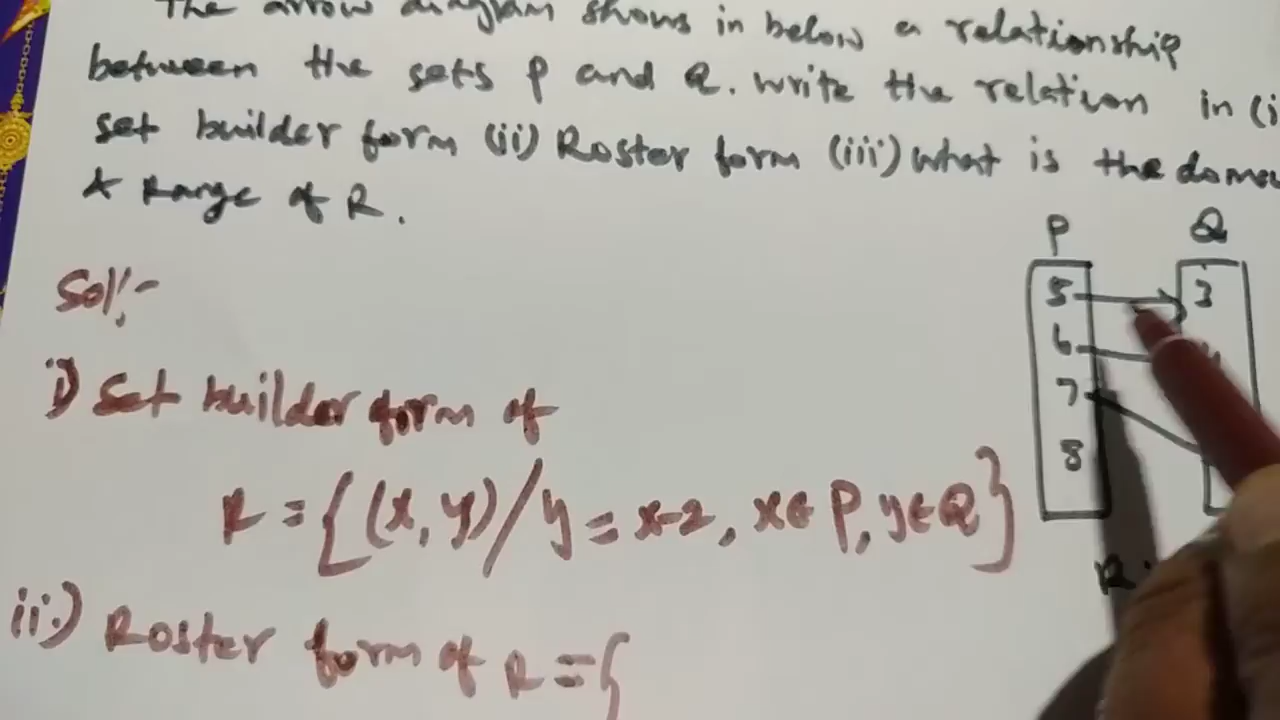 The arrow diagram shows in below a relationship
between the sets P and Q. write the relation in (i
set builder form (ii) Roster form (iii) what is the
& Range of R.
P Q
Sol:-
5 3
6
7
8
i) Set builder form of
R = {(x, y) / y = x-2, x ∈ P, y ∈ Q}
R
ii) Roster form of R = {